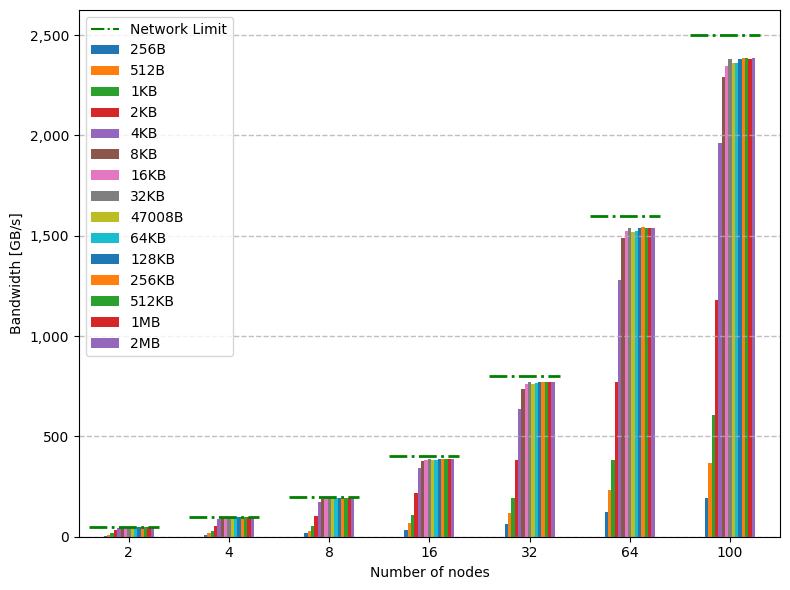 Network Limit
256B
512B
1KB
2KB
4KB
8KB
16KB
32KB
47008B
64KB
128KB
256KB
512KB
1MB
2MB
2,500
2,000
1,500
1,000
500
0
Bandwidth [GB/s]
2 4 8 16 32 64 100
Number of nodes